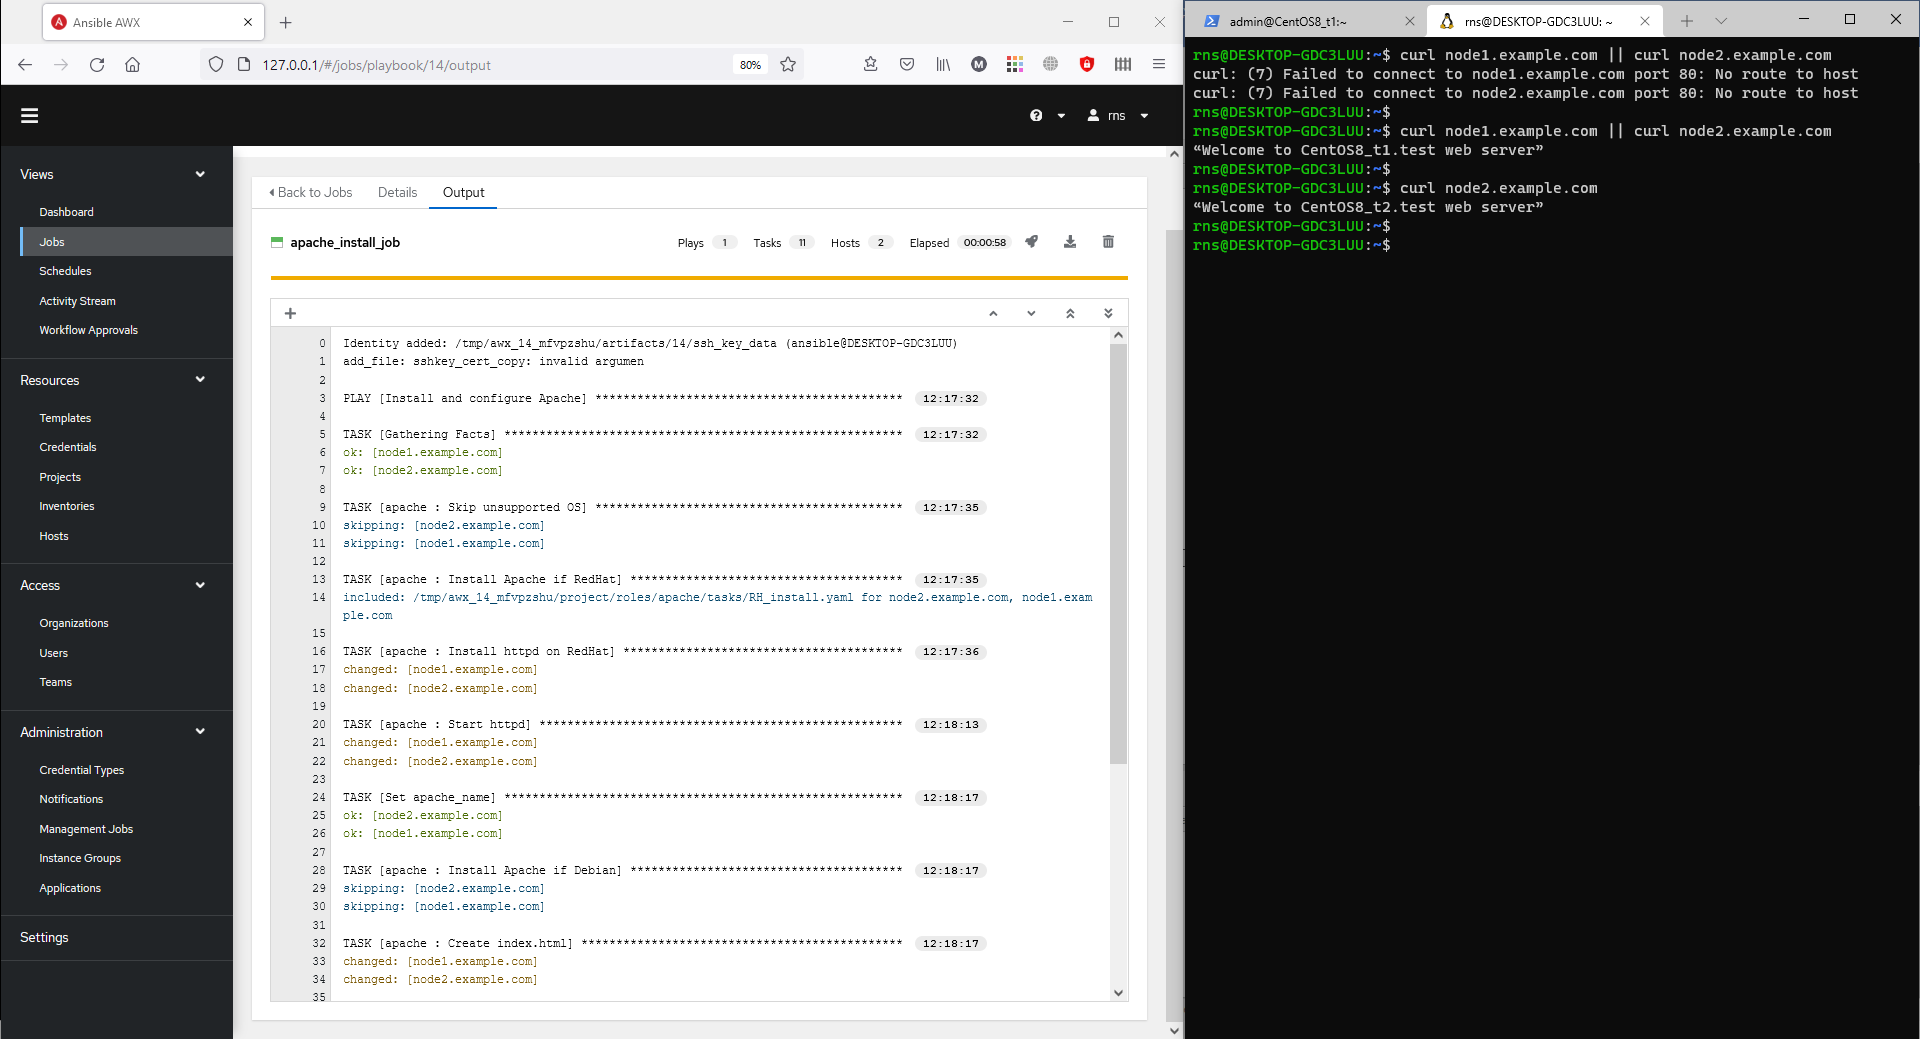 Ansible AWX
127.0.0.1/#/jobs/playbook/14/output
80%
rns
Views
Dashboard
Jobs
Schedules
Activity Stream
Workflow Approvals
Resources
Templates
Credentials
Projects
Inventories
Hosts
Access
Organizations
Users
Teams
Administration
Credential Types
Notifications
Management Jobs
Instance Groups
Applications
Settings
Back to Jobs Details Output
apache_install_job Plays 1 Tasks 11 Hosts 2 Elapsed 00:00:58
0 Identity added: /tmp/awx_14_mfvpzshu/artifacts/14/ssh_key_data (ansible@DESKTOP-GDC3LUU)
1 add_file: sshkey_cert_copy: invalid argumen
2
3 PLAY [Install and configure Apache] ******************************************** 12:17:32
4
5 TASK [Gathering Facts] ********************************************************* 12:17:32
6 ok: [node1.example.com]
7 ok: [node2.example.com]
8
9 TASK [apache : Skip unsupported OS] ******************************************** 12:17:35
10 skipping: [node2.example.com]
11 skipping: [node1.example.com]
12
13 TASK [apache : Install Apache if RedHat] *************************************** 12:17:35
14 included: /tmp/awx_14_mfvpzshu/project/roles/apache/tasks/RH_install.yaml for node2.example.com, node1.exam
ple.com
15
16 TASK [apache : Install httpd on RedHat] **************************************** 12:17:36
17 changed: [node1.example.com]
18 changed: [node2.example.com]
19
20 TASK [apache : Start httpd] **************************************************** 12:18:13
21 changed: [node1.example.com]
22 changed: [node2.example.com]
23
24 TASK [Set apache_name] ********************************************************* 12:18:17
25 ok: [node2.example.com]
26 ok: [node1.example.com]
27
28 TASK [apache : Install Apache if Debian] *************************************** 12:18:17
29 skipping: [node2.example.com]
30 skipping: [node1.example.com]
31
32 TASK [apache : Create index.html] ********************************************** 12:18:17
33 changed: [node1.example.com]
34 changed: [node2.example.com]
35
admin@CentOS8_t1:~
rns@DESKTOP-GDC3LUU: ~
rns@DESKTOP-GDC3LUU:~$ curl node1.example.com || curl node2.example.com
curl: (7) Failed to connect to node1.example.com port 80: No route to host
curl: (7) Failed to connect to node2.example.com port 80: No route to host
rns@DESKTOP-GDC3LUU:~$
rns@DESKTOP-GDC3LUU:~$ curl node1.example.com || curl node2.example.com
“Welcome to CentOS8_t1.test web server”
rns@DESKTOP-GDC3LUU:~$
rns@DESKTOP-GDC3LUU:~$ curl node2.example.com
“Welcome to CentOS8_t2.test web server”
rns@DESKTOP-GDC3LUU:~$
rns@DESKTOP-GDC3LUU:~$